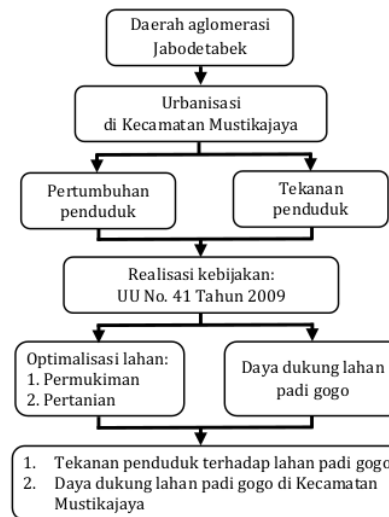 Daerah aglomerasi
Jabodetabek
Urbanisasi
di Kecamatan Mustikajaya
Pertumbuhan
penduduk
Tekanan
penduduk
Realisasi kebijakan:
UU No. 41 Tahun 2009
Optimalisasi lahan:
1. Permukiman
2. Pertanian
Daya dukung lahan
padi gogo
1. Tekanan penduduk terhadap lahan padi gogo
2. Daya dukung lahan padi gogo di Kecamatan
Mustikajaya